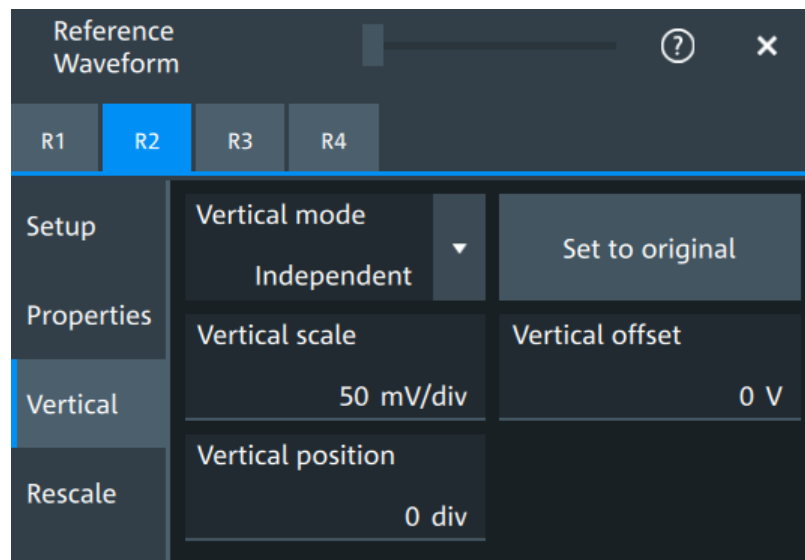 Reference
Waveform
?
×
R1 R2 R3 R4
Setup
Properties
Vertical
Rescale
Vertical mode
Independent
Set to original
Vertical scale
50 mV/div
Vertical offset
0 V
Vertical position
0 div